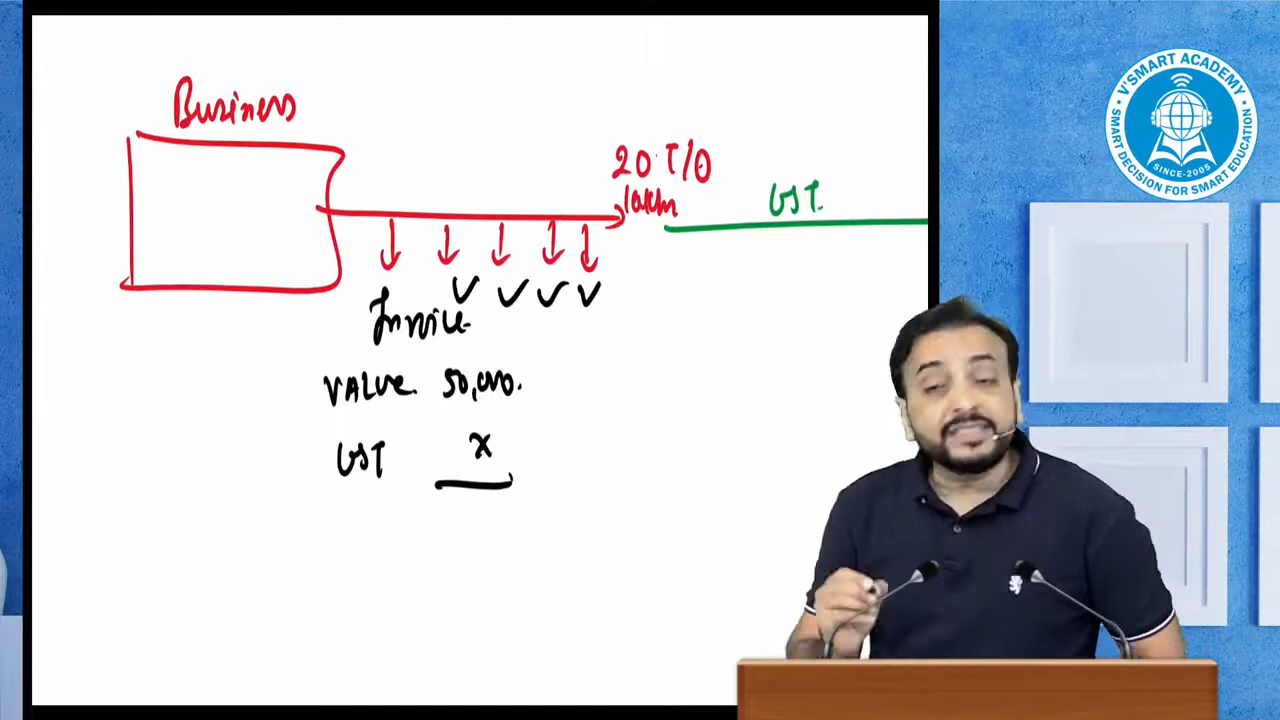 Business
20 T/O
lakh
GST
Invoice
VALUE 50,000.
GST X
V'SMART ACADEMY
SINCE-2005
SMART DECISION FOR SMART EDUCATION